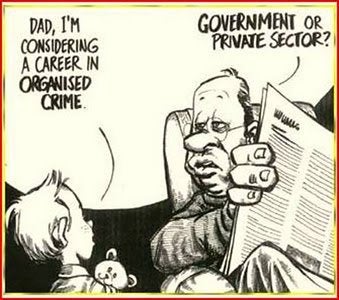 DAD, I'M
CONSIDERING
A CAREER IN
ORGANISED
CRIME.
GOVERNMENT OR
PRIVATE SECTOR?